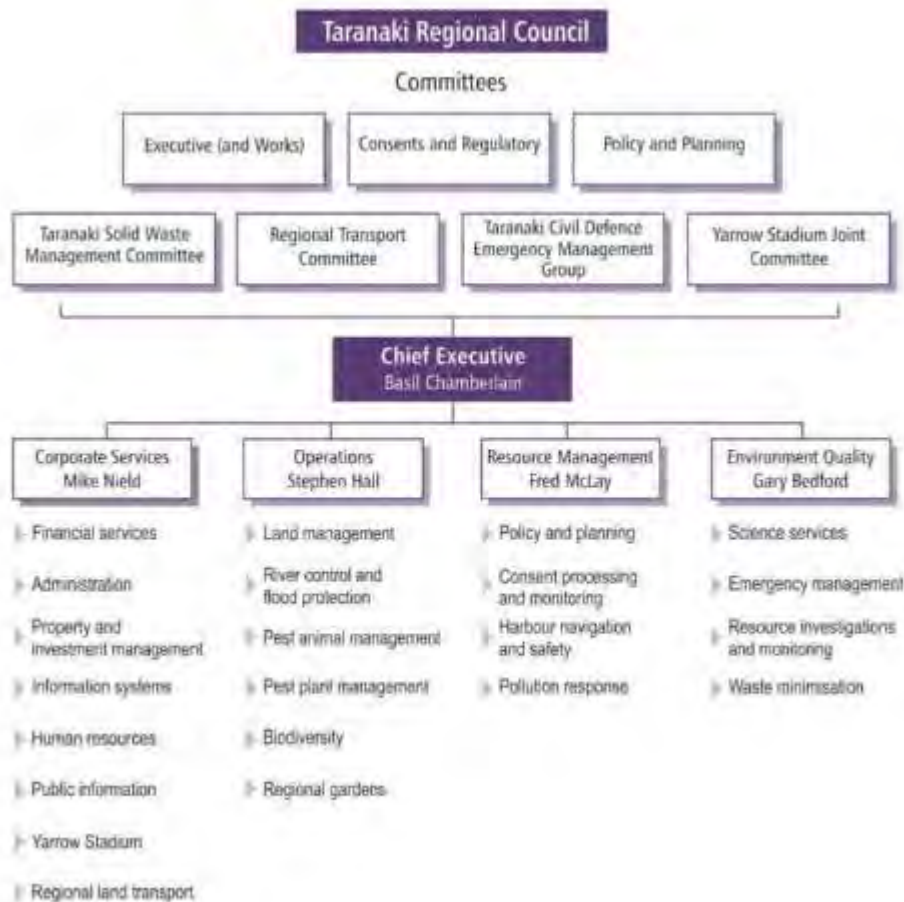 Taranaki Regional Council
Committees
Executive (and Works)
Consents and Regulatory
Policy and Planning
Taranaki Solid Waste
Management Committee
Regional Transport
Committee
Taranaki Civil Defence
Emergency Management
Group
Yarrow Stadium Joint
Committee
Chief Executive
Basil Chamberlain
Corporate Services
Mike Nield
Financial services
Administration
Property and
investment management
Information systems
Human resources
Public information
Yarrow Stadium
Regional land transport
Operations
Stephen Hall
Land management
River control and
flood protection
Pest animal management
Pest plant management
Biodiversity
Regional gardens
Resource Management
Fred McLay
Policy and planning
Consent processing
and monitoring
Harbour navigation
and safety
Pollution response
Environment Quality
Gary Bedford
Science services
Emergency management
Resource investigations
and monitoring
Waste minimisation